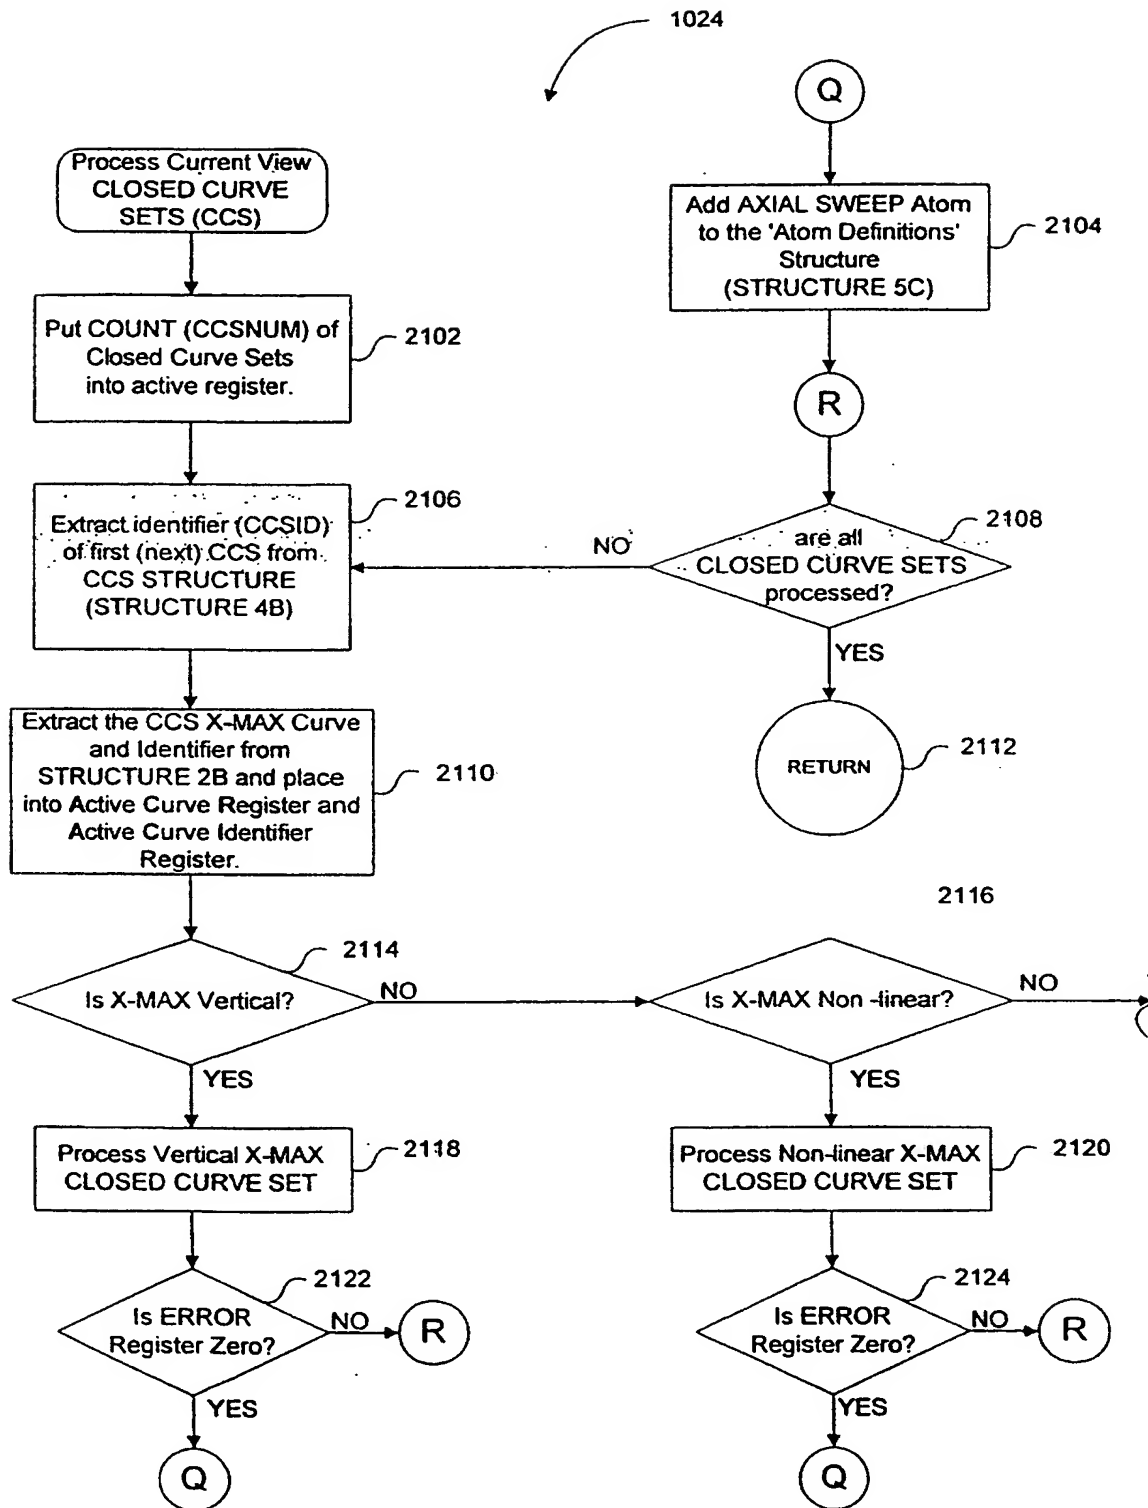 1024
Process Current View
CLOSED CURVE
SETS (CCS)
Put COUNT (CCSNUM) of
Closed Curve Sets
into active register.
2102
Extract identifier (CCSID)
of first (next) CCS from
CCS STRUCTURE
(STRUCTURE 4B)
2106
Extract the CCS X-MAX Curve
and Identifier from
STRUCTURE 2B and place
into Active Curve Register and
Active Curve Identifier
Register.
2110
Q
Add AXIAL SWEEP Atom
to the 'Atom Definitions'
Structure
(STRUCTURE 5C)
2104
R
are all
CLOSED CURVE SETS
processed?
2108
NO
YES
RETURN
2112
Is X-MAX Vertical?
2114
NO
YES
2116
Is X-MAX Non -linear?
NO
YES
Process Vertical X-MAX
CLOSED CURVE SET
2118
Process Non-linear X-MAX
CLOSED CURVE SET
2120
Is ERROR
Register Zero?
2122
NO
R
YES
Q
Is ERROR
Register Zero?
2124
NO
R
YES
Q